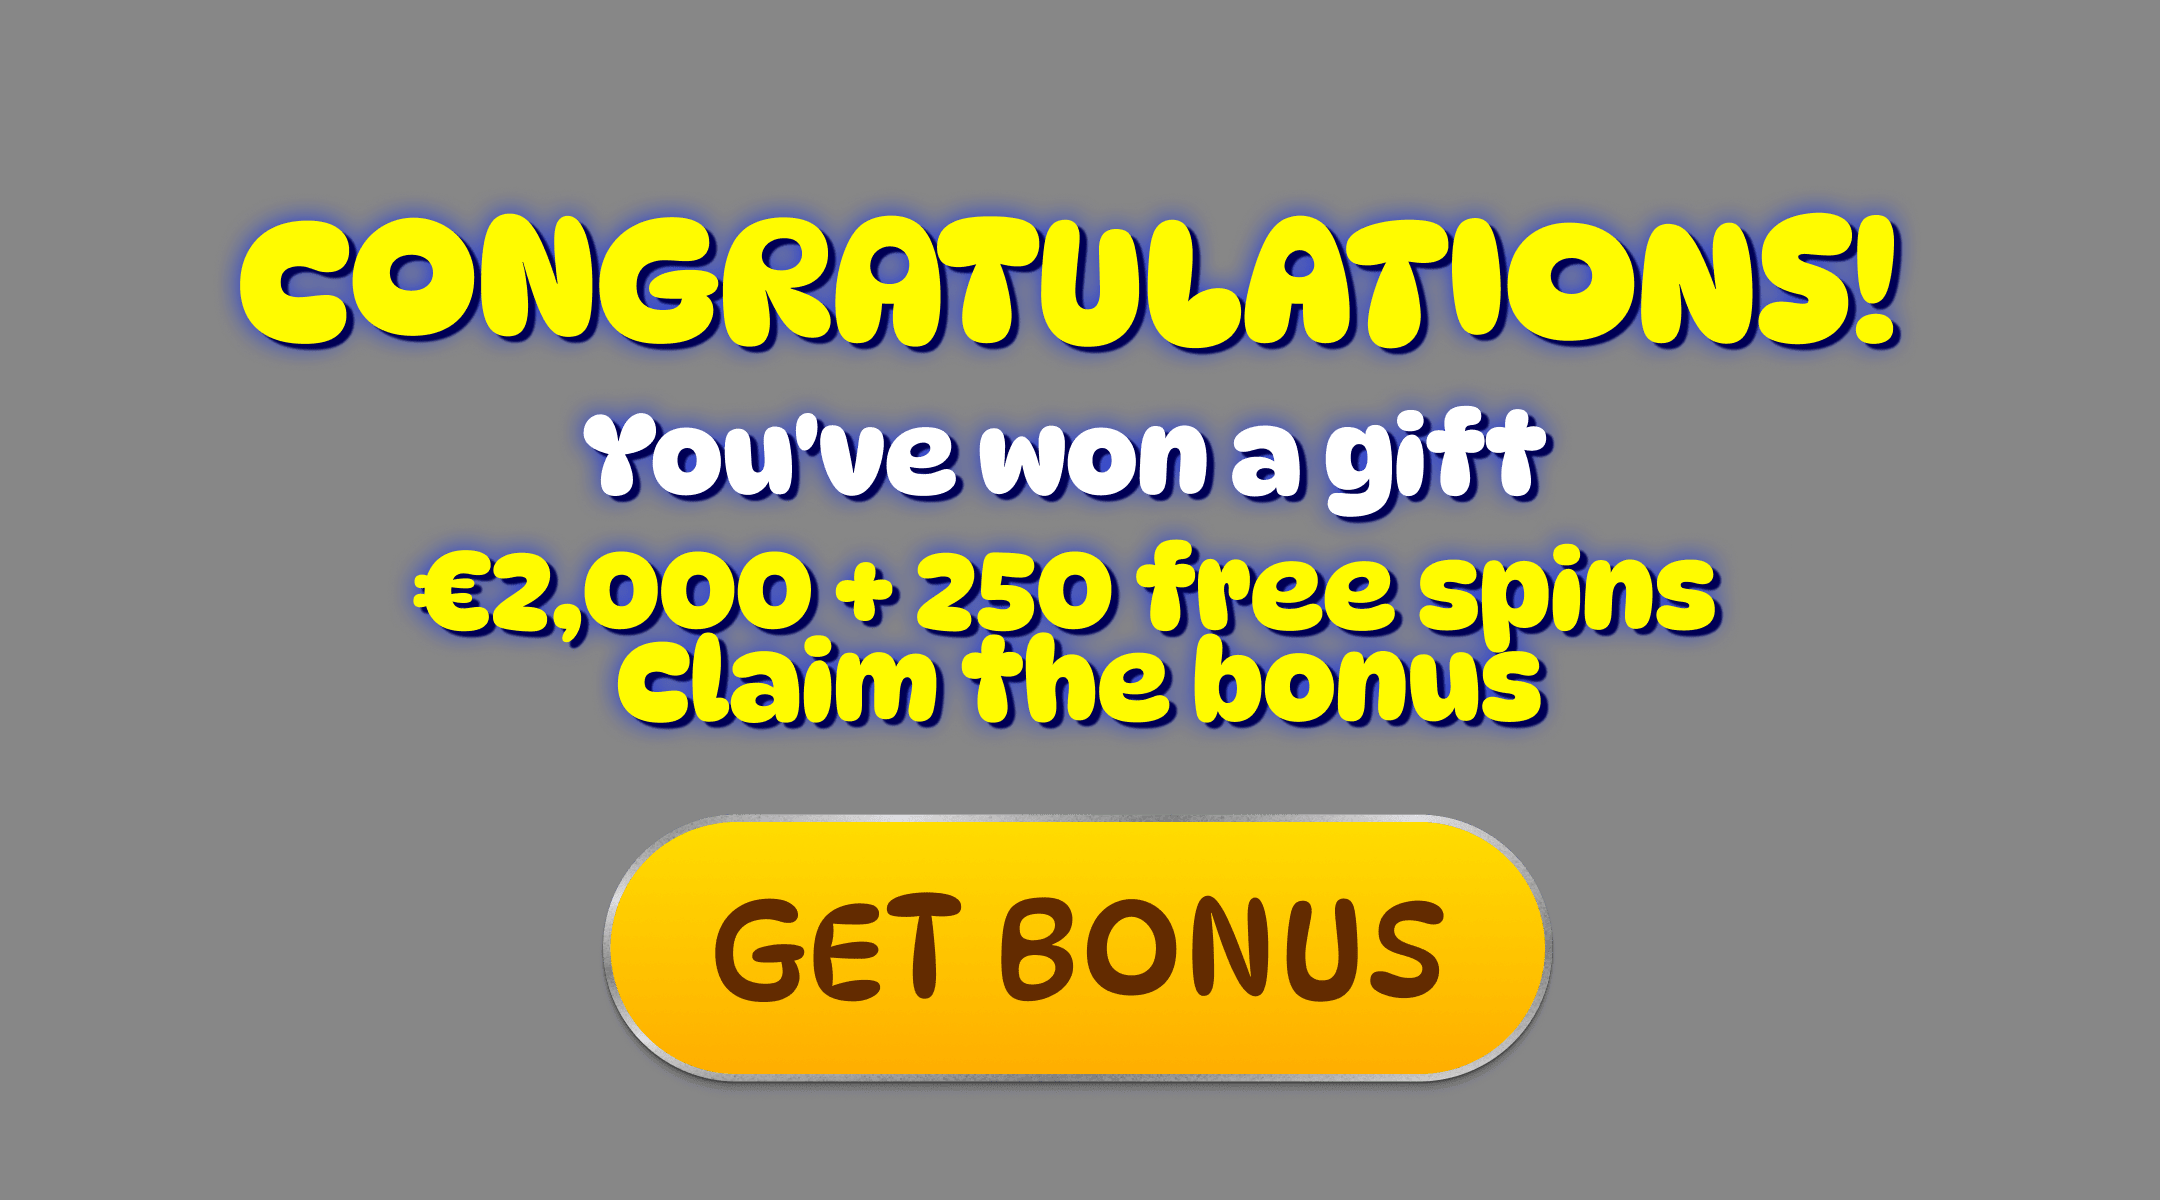 CONGRATULATIONS!
You've won a gift
€2,000 + 250 free spins
Claim the bonus
GET BONUS